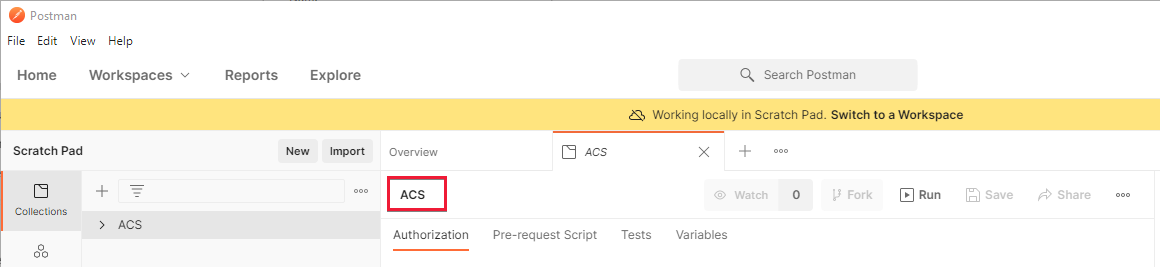 Postman
File Edit View Help
Home Workspaces Reports Explore Search Postman
Working locally in Scratch Pad. Switch to a Workspace
Scratch Pad New Import Overview ACS
ACS Watch 0 Fork Run Save Share
Collections
ACS
Authorization Pre-request Script Tests Variables